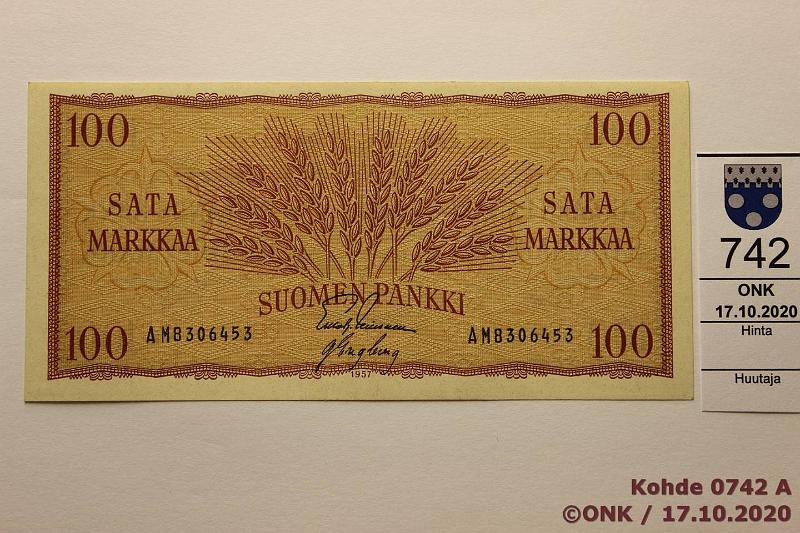 100
100
SATA
MARKKAA
SATA
MARKKAA
SUOMEN PANKKI
AM8306453
AM8306453
100
100
1957
742
ONK
17.10.2020
Hinta
Huutaja
Kohde 0742 A
©ONK / 17.10.2020